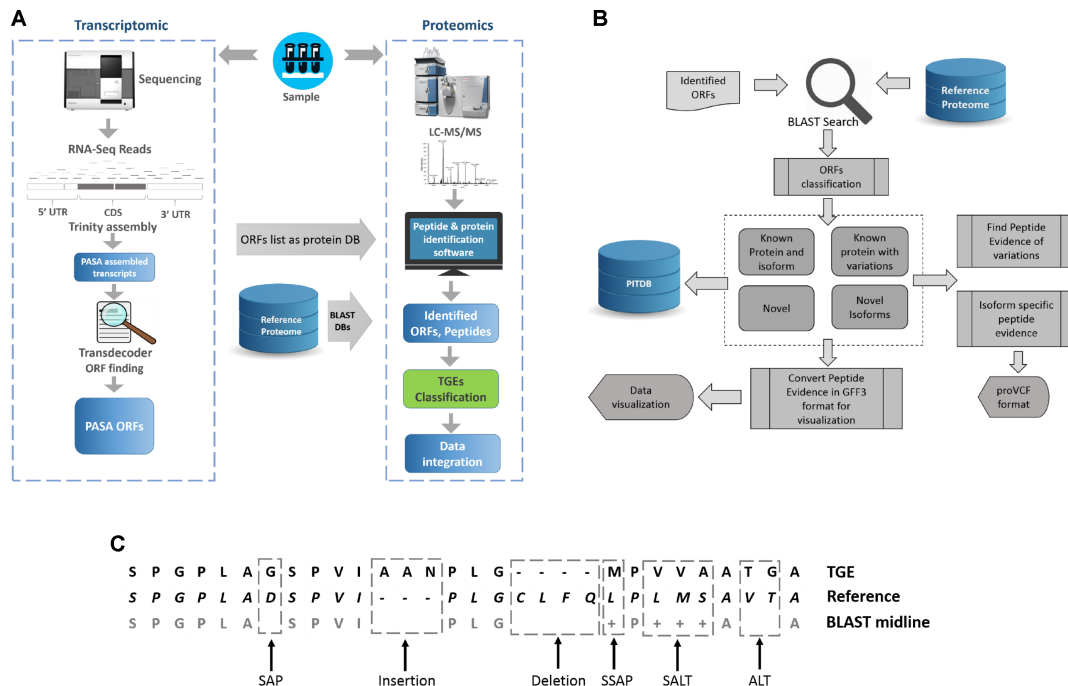 A
Transcriptomic
Sequencing
RNA-Seq Reads
5' UTR
CDS
3' UTR
Trinity assembly
PASA assembled
transcripts
Transdecoder
ORF finding
PASA ORFs
Sample
ORFs list as protein DB
Reference
Proteome
BLAST
DBs
Proteomics
LC-MS/MS
Peptide & protein
identification
software
Identified
ORFs, Peptides
TGEs
Classification
Data
integration
B
Identified
ORFs
BLAST Search
Reference
Proteome
ORFs
classification
Known
Protein and
isoform
Known
protein with
variations
Novel
Novel
Isoforms
PITDB
Find Peptide
Evidence of
variations
Isoform specific
peptide
evidence
proVCF
format
Convert Peptide
Evidence in GFF3
format for
visualization
Data
visualization
C
S P G P L A G S P V I A A N P L G - - - - M P V V A A T G A TGE
S P G P L A D S P V I - - - P L G C L F Q L P L M S A V T A Reference
S P G P L A S P V I P L G + P + + + A A BLAST midline
SAP Insertion Deletion SSAP SALT ALT